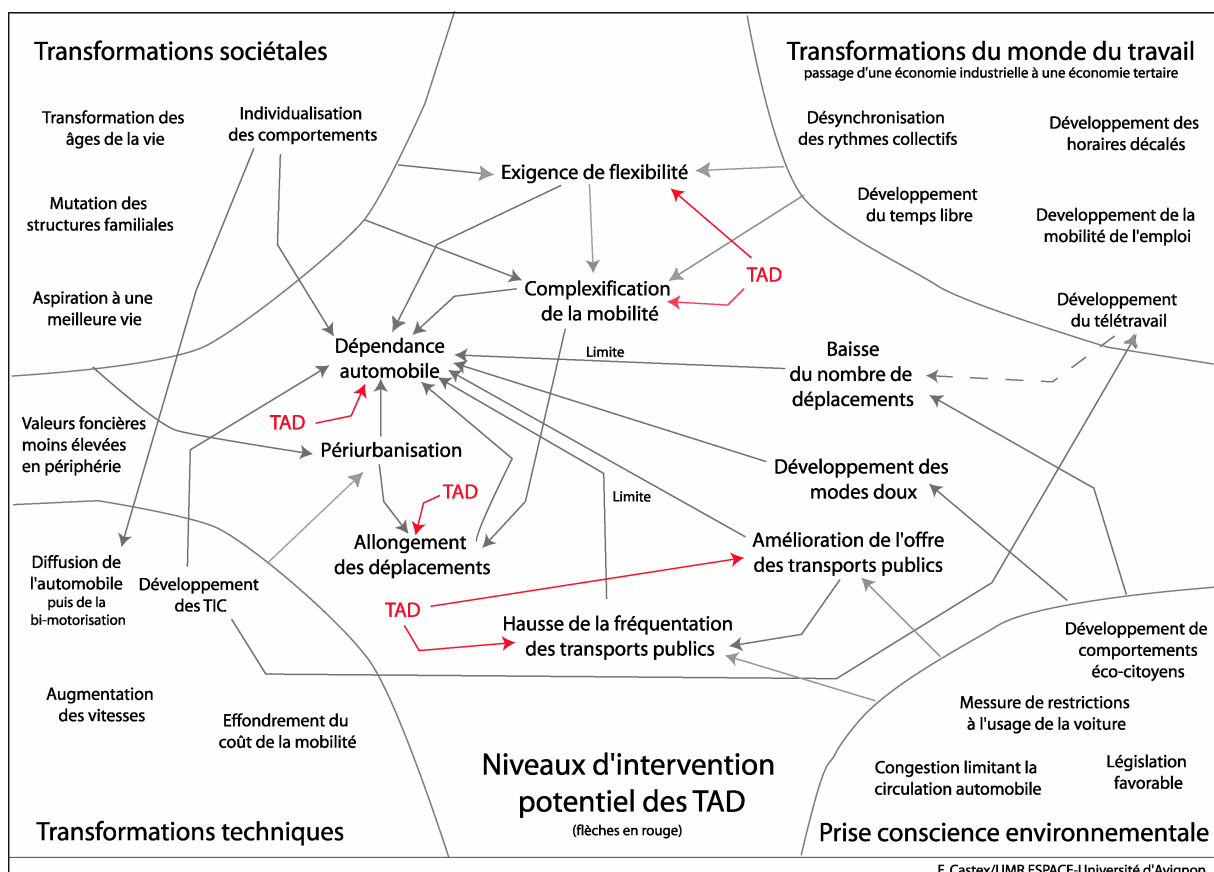 Transformations sociétales
Transformation des
âges de la vie
Individualisation
des comportements
Mutation des
structures familiales
Aspiration à une
meilleure vie
Transformations du monde du travail
passage d'une économie industrielle à une économie tertaire
Désynchronisation
des rythmes collectifs
Développement des
horaires décalés
Développement
du temps libre
Developpement de la
mobilité de l'emploi
Développement
du télétravail
Exigence de flexibilité
TAD
Complexification
de la mobilité
Dépendance
automobile
Limite
Baisse
du nombre de
déplacements
TAD
Valeurs foncières
moins élevées
en périphérie
Périurbanisation
TAD
Limite
Développement des
modes doux
Allongement
des déplacements
Amélioration de l'offre
des transports publics
TAD
Hausse de la fréquentation
des transports publics
Diffusion de
l'automobile
puis de la
bi-motorisation
Développement
des TIC
Augmentation
des vitesses
Effondrement du
coût de la mobilité
Transformations techniques
Niveaux d'intervention
potentiel des TAD
(flèches en rouge)
Développement de
comportements
éco-citoyens
Messure de restrictions
à l'usage de la voiture
Congestion limitant la
circulation automobile
Législation
favorable
Prise conscience environnementale
E. Castex/UMR ESPACE-Université d'Avignon